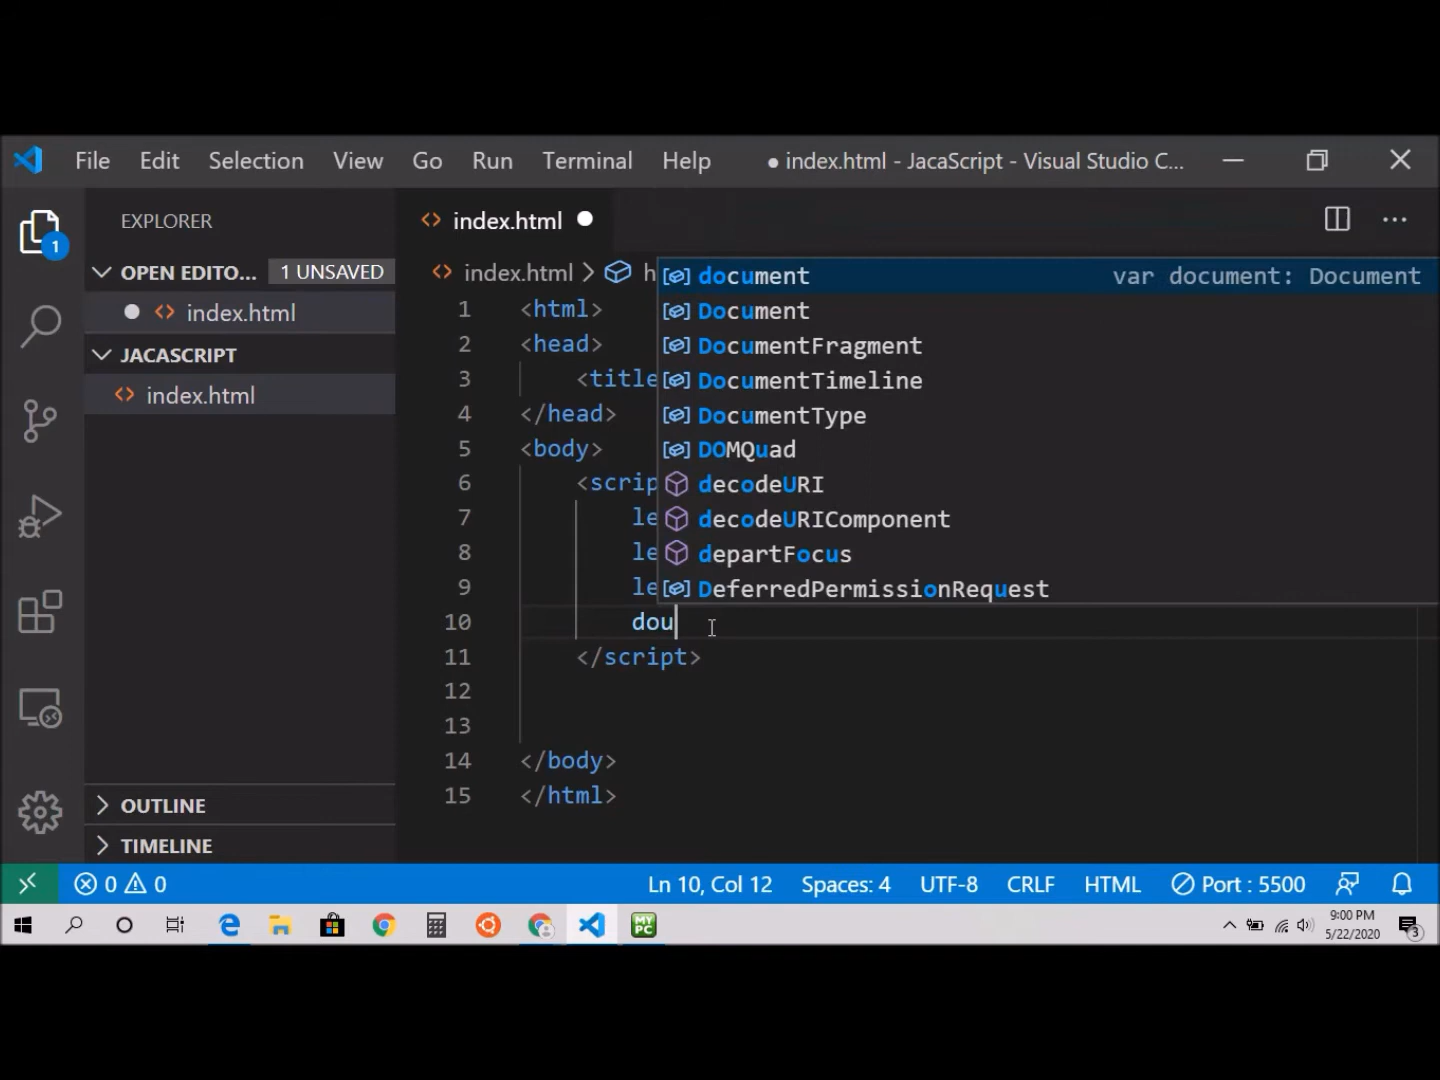 File Edit Selection View Go Run Terminal Help ● index.html - JacaScript - Visual Studio C...
EXPLORER
OPEN EDITO... 1 UNSAVED
index.html
JACASCRIPT
index.html
OUTLINE
TIMELINE
1
index.html
index.html > h
document var document: Document
Document
DocumentFragment
DocumentTimeline
DocumentType
DOMQuad
decodeURI
decodeURIComponent
departFocus
DeferredPermissionRequest
1 <html>
2 <head>
3 <title
4 </head>
5 <body>
6 <scrip
7 le
8 le
9 le
10 dou
11 </script>
12
13
14 </body>
15 </html>
0 0 Ln 10, Col 12 Spaces: 4 UTF-8 CRLF HTML Port : 5500
MY PC
9:00 PM
5/22/2020
3